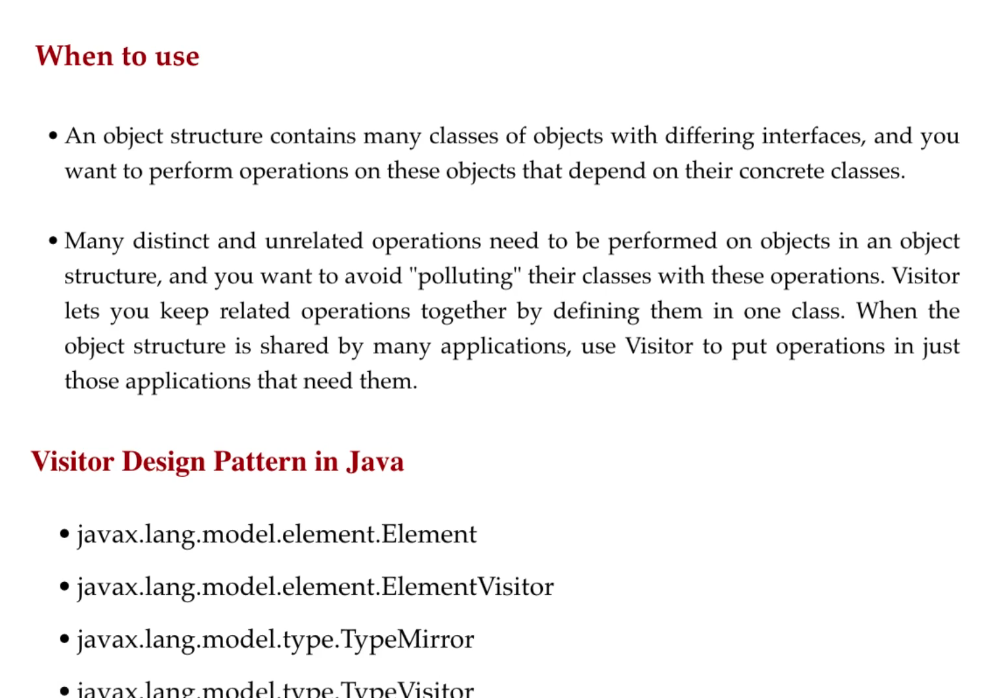 When to use
• An object structure contains many classes of objects with differing interfaces, and you
want to perform operations on these objects that depend on their concrete classes.
• Many distinct and unrelated operations need to be performed on objects in an object
structure, and you want to avoid "polluting" their classes with these operations. Visitor
lets you keep related operations together by defining them in one class. When the
object structure is shared by many applications, use Visitor to put operations in just
those applications that need them.
Visitor Design Pattern in Java
• javax.lang.model.element.Element
• javax.lang.model.element.ElementVisitor
• javax.lang.model.type.TypeMirror
• javax.lang.model.type.TypeVisitor